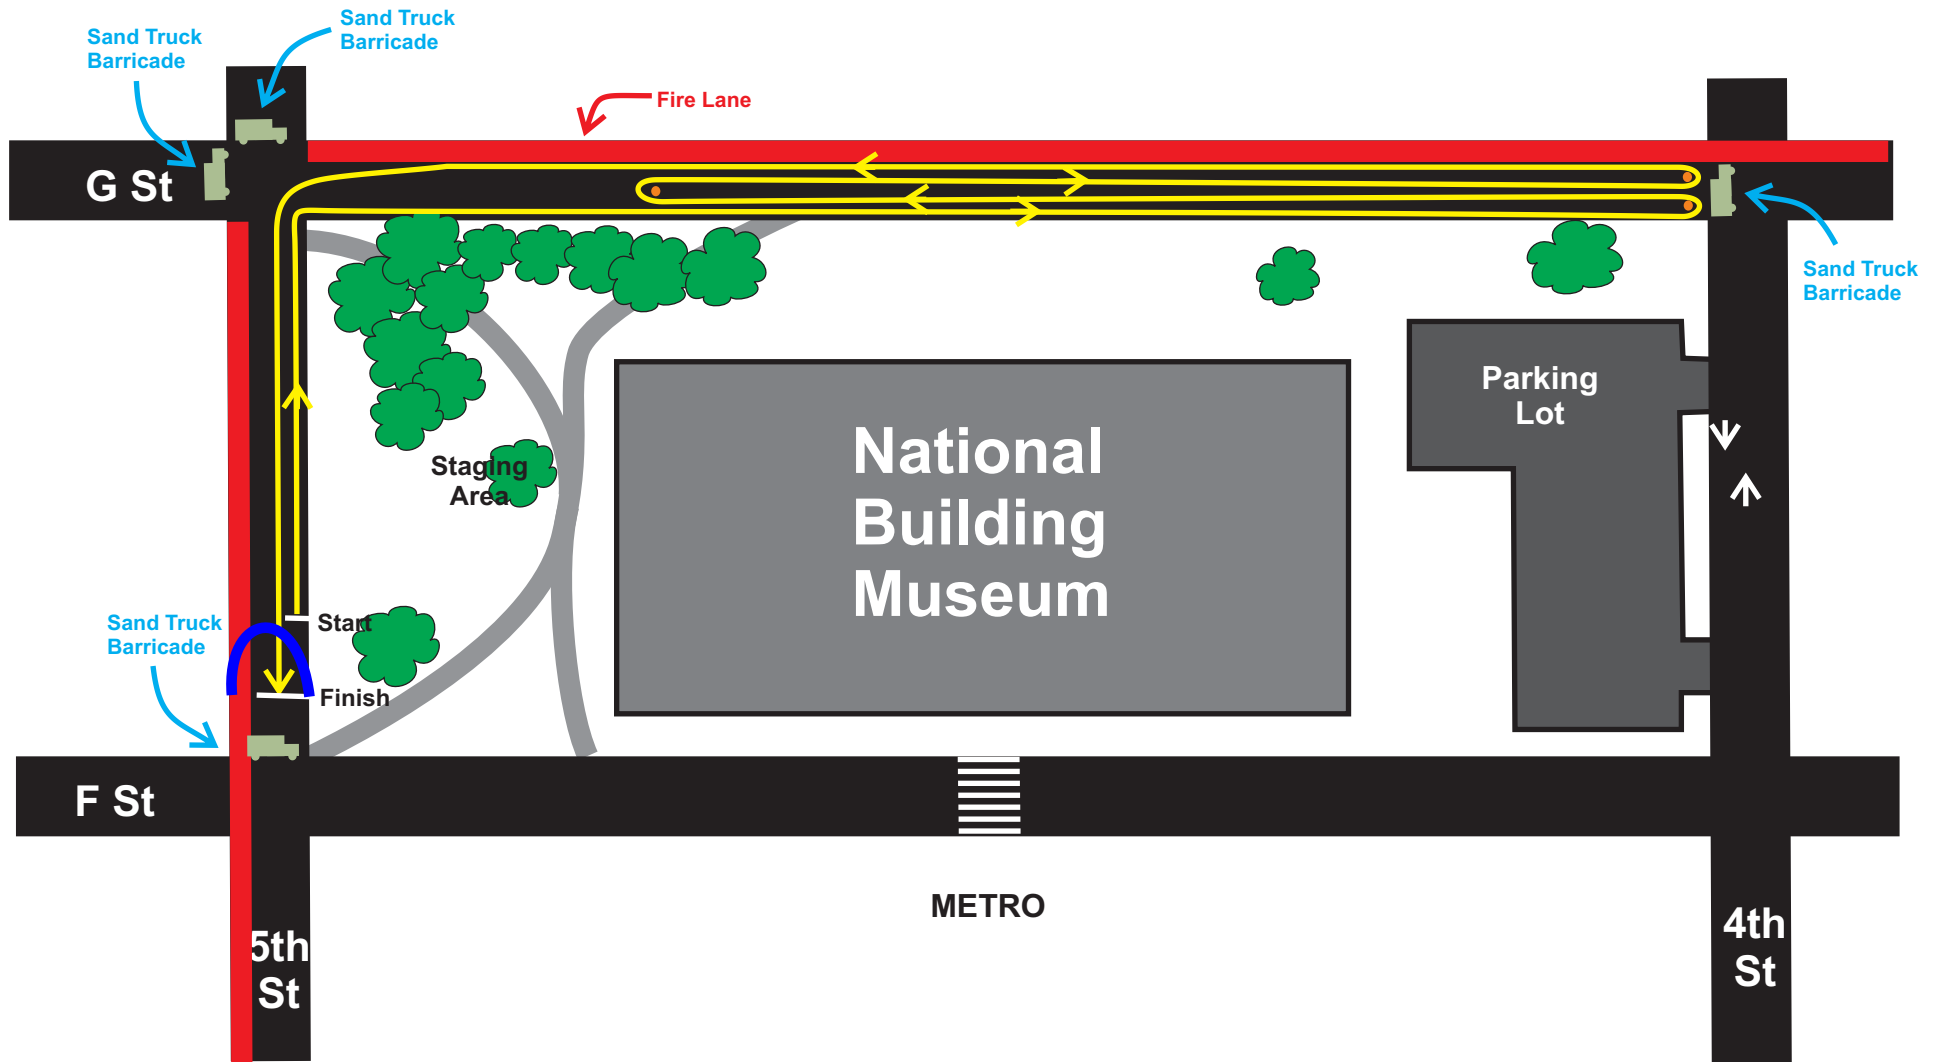 Sand Truck
Barricade
Sand Truck
Barricade
Fire Lane
G St
Sand Truck
Barricade
Parking
Lot
National
Building
Museum
Staging
Area
Start
Sand Truck
Barricade
Finish
F St
METRO
5th
St
4th
St